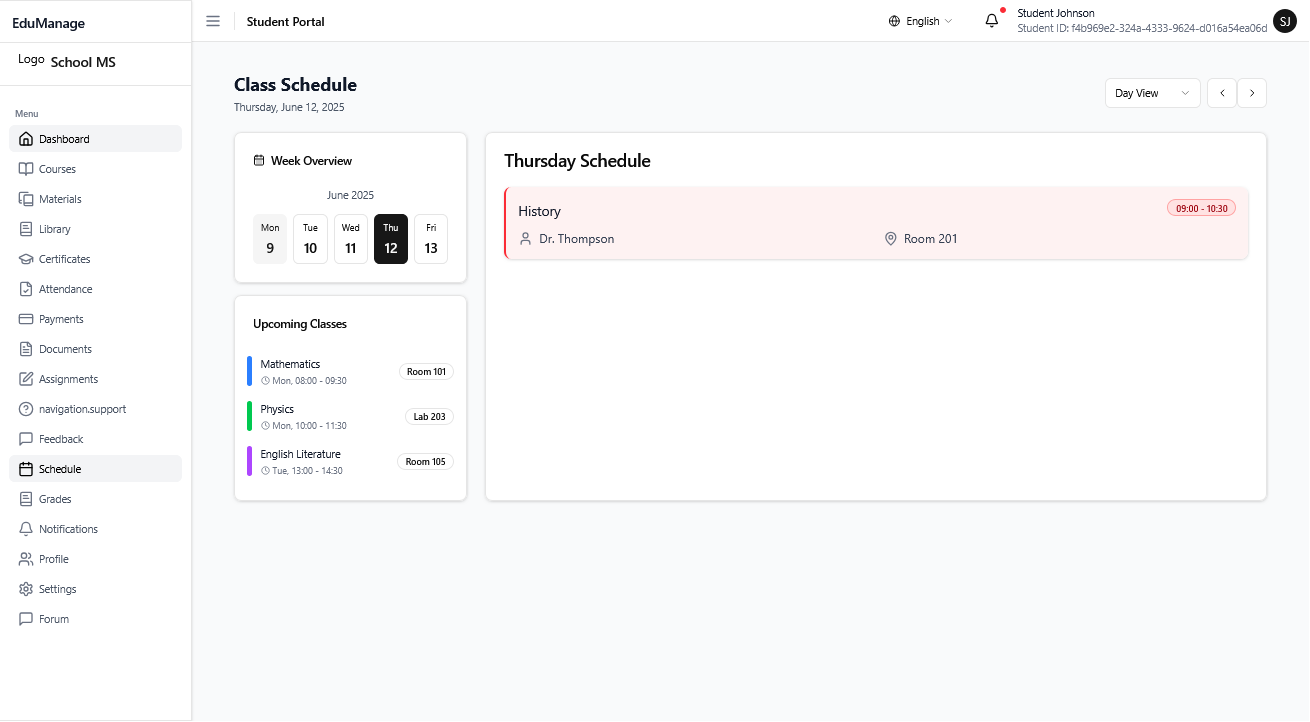 EduManage
Logo School MS
Menu
Dashboard
Courses
Materials
Library
Certificates
Attendance
Payments
Documents
Assignments
navigation.support
Feedback
Schedule
Grades
Notifications
Profile
Settings
Forum
Student Portal
English
Student Johnson
Student ID: f4b969e2-324a-4333-9624-d016a54ea06d
SJ
Class Schedule
Thursday, June 12, 2025
Day View
Week Overview
June 2025
Mon Tue Wed Thu Fri
9 10 11 12 13
Upcoming Classes
Mathematics
Mon, 08:00 - 09:30
Room 101
Physics
Mon, 10:00 - 11:30
Lab 203
English Literature
Tue, 13:00 - 14:30
Room 105
Thursday Schedule
History
09:00 - 10:30
Dr. Thompson
Room 201